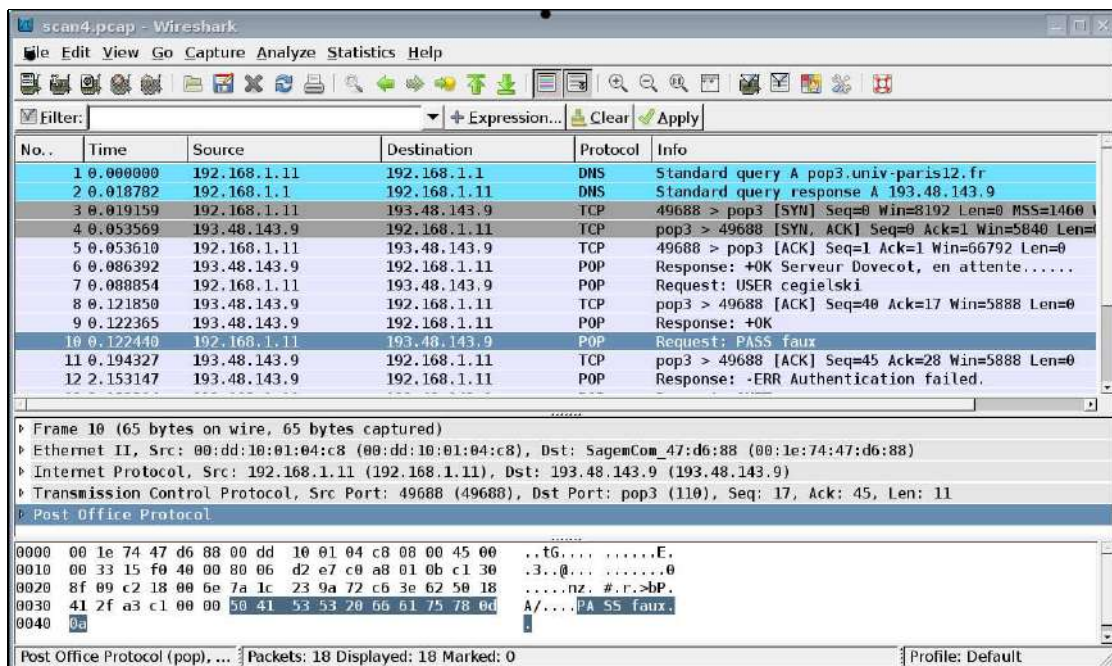 scan4.pcap - Wireshark
File Edit View Go Capture Analyze Statistics Help
Filter: Expression... Clear Apply
No.. Time Source Destination Protocol Info
1 0.000000 192.168.1.11 192.168.1.1 DNS Standard query A pop3.univ-paris12.fr
2 0.018782 192.168.1.1 192.168.1.11 DNS Standard query response A 193.48.143.9
3 0.019159 192.168.1.11 193.48.143.9 TCP 49688 > pop3 [SYN] Seq=0 Win=8192 Len=0 MSS=1460
4 0.053569 193.48.143.9 192.168.1.11 TCP pop3 > 49688 [SYN, ACK] Seq=0 Ack=1 Win=5840 Len=
5 0.053610 192.168.1.11 193.48.143.9 TCP 49688 > pop3 [ACK] Seq=1 Ack=1 Win=66792 Len=0
6 0.086392 193.48.143.9 192.168.1.11 POP Response: +OK Serveur Dovecot, en attente......
7 0.088854 192.168.1.11 193.48.143.9 POP Request: USER cegielski
8 0.121850 193.48.143.9 192.168.1.11 TCP pop3 > 49688 [ACK] Seq=40 Ack=17 Win=5888 Len=0
9 0.122365 193.48.143.9 192.168.1.11 POP Response: +OK
10 0.122440 192.168.1.11 193.48.143.9 POP Request: PASS faux
11 0.194327 193.48.143.9 192.168.1.11 TCP pop3 > 49688 [ACK] Seq=45 Ack=28 Win=5888 Len=0
12 2.153147 193.48.143.9 192.168.1.11 POP Response: -ERR Authentication failed.
Frame 10 (65 bytes on wire, 65 bytes captured)
Ethernet II, Src: 00:dd:10:01:04:c8 (00:dd:10:01:04:c8), Dst: SagemCom_47:d6:88 (00:1e:74:47:d6:88)
Internet Protocol, Src: 192.168.1.11 (192.168.1.11), Dst: 193.48.143.9 (193.48.143.9)
Transmission Control Protocol, Src Port: 49688 (49688), Dst Port: pop3 (110), Seq: 17, Ack: 45, Len: 11
Post Office Protocol
0000 00 1e 74 47 d6 88 00 dd 10 01 04 c8 08 00 45 00 ..tG.... ......E.
0010 00 33 15 f0 40 00 80 06 d2 e7 c0 a8 01 0b c1 30 .3..@... .......0
0020 8f 09 c2 18 00 6e 7a 1c 23 9a 72 c6 3e 62 50 18 .....nz. #.r.>bP.
0030 41 2f a3 c1 00 00 50 41 53 53 20 66 61 75 78 0d A/....PA SS faux.
0040 0a .
Post Office Protocol (pop), ... Packets: 18 Displayed: 18 Marked: 0 Profile: Default